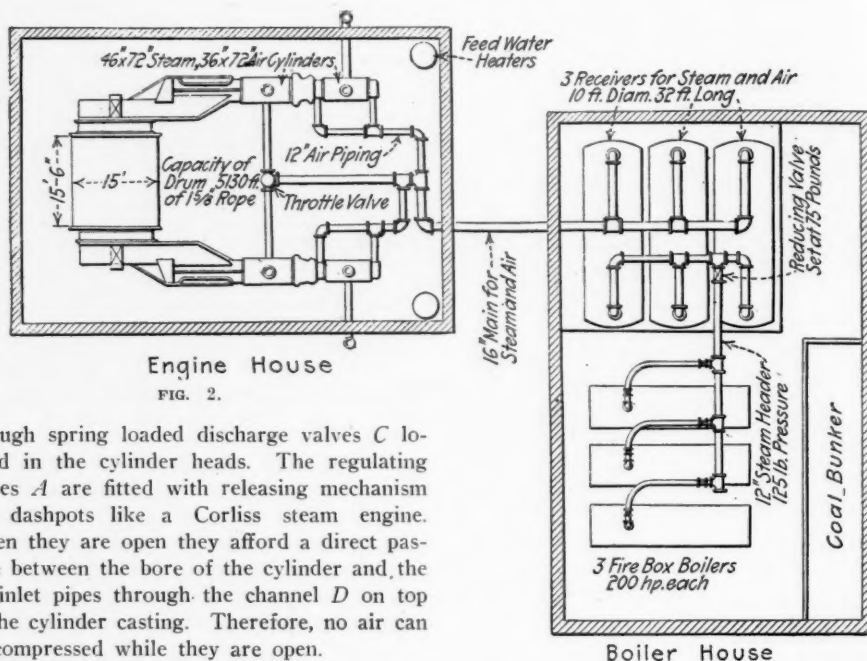 46"x72" Steam, 36"x72" Air Cylinders
Feed Water
Heaters
12" Air Piping
15'-6"
15'
Capacity of
Drum 5130 ft.
of 1 5/8" Rope
Throttle Valve
Engine House
FIG. 2.
16" Main for
Steam and Air
3 Receivers for Steam and Air
10 ft. Diam. 32 ft. Long
Reducing Valve
Set at 75 Pounds
12" Steam Header
125 lb. Pressure
3 Fire Box Boilers
200 hp. each
Coal Bunker
Boiler House
ugh spring loaded discharge valves C lo-
d in the cylinder heads. The regulating
es A are fitted with releasing mechanism
dashpots like a Corliss steam engine.
en they are open they afford a direct pas-
e between the bore of the cylinder and the
inlet pipes through the channel D on top
he cylinder casting. Therefore, no air can
compressed while they are open.